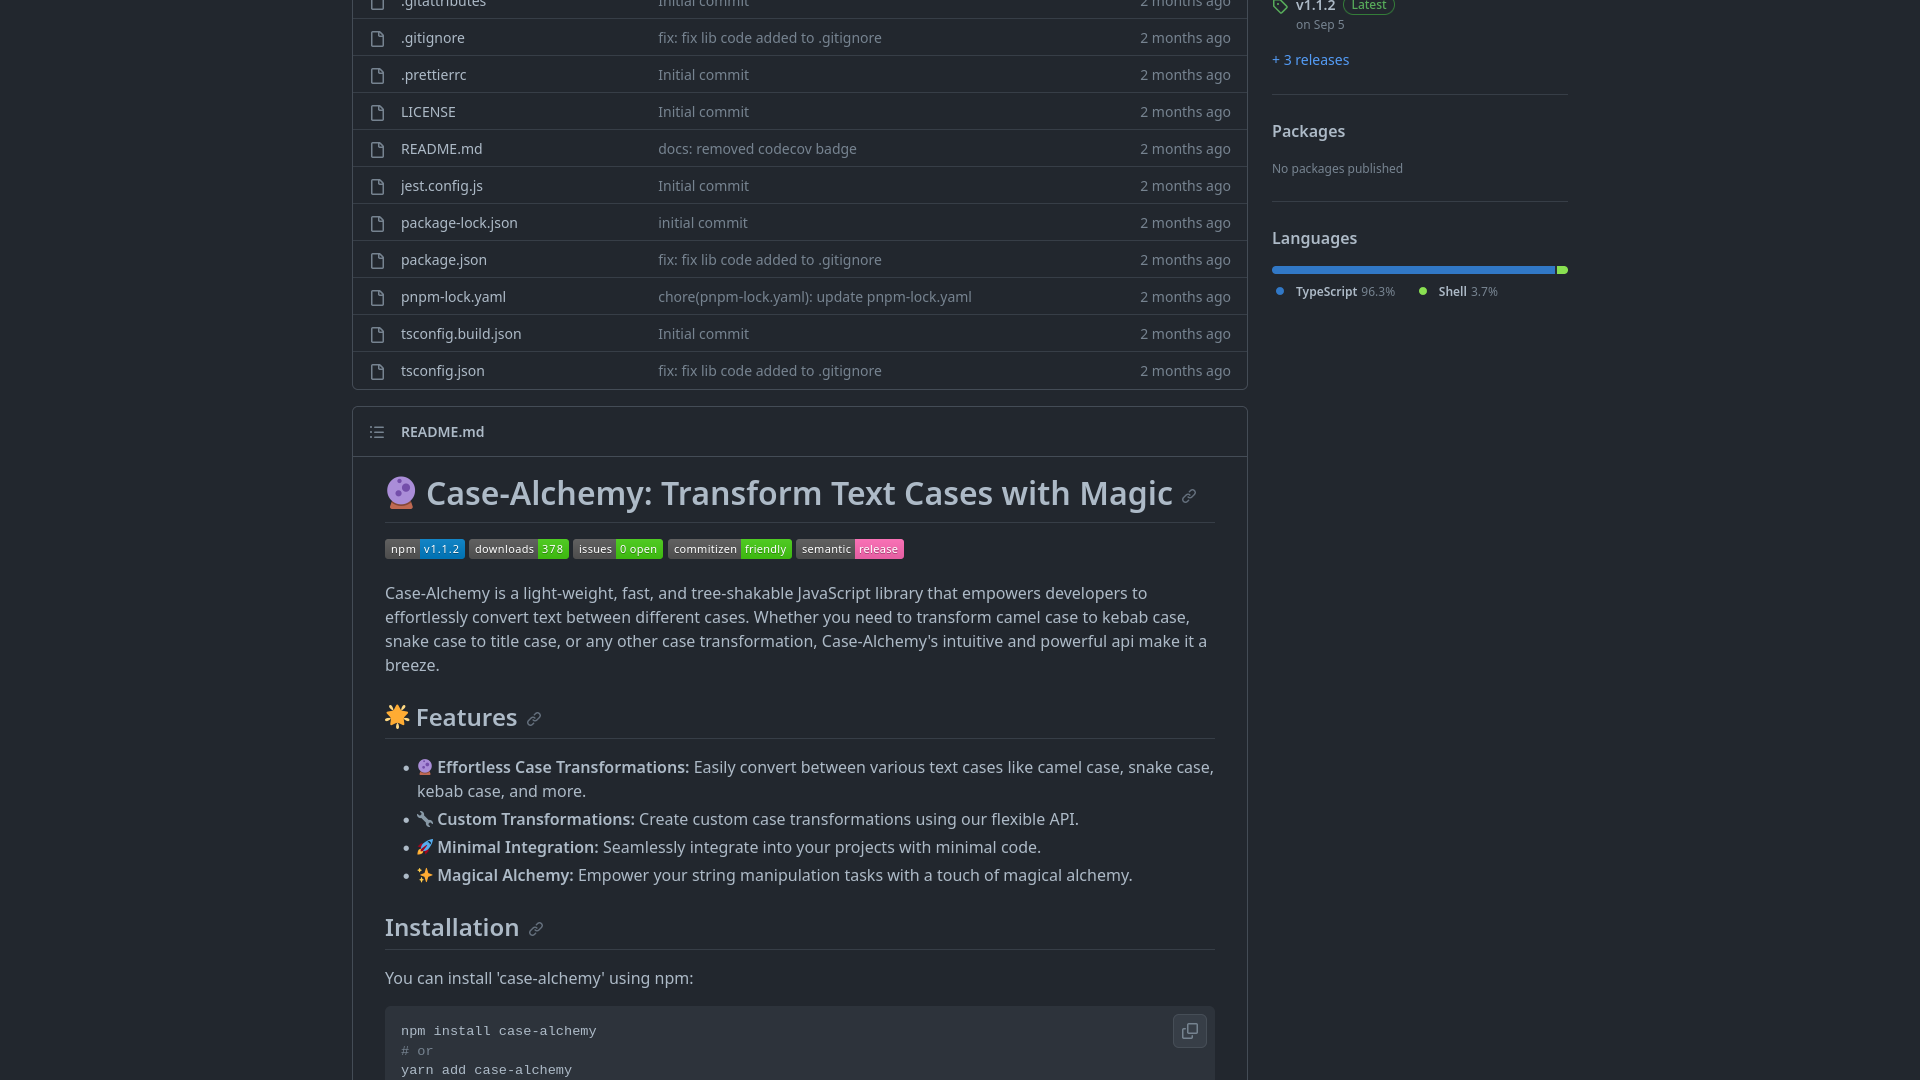 .gitattributes Initial commit 2 months ago
.gitignore fix: fix lib code added to .gitignore 2 months ago
.prettierrc Initial commit 2 months ago
LICENSE Initial commit 2 months ago
README.md docs: removed codecov badge 2 months ago
jest.config.js Initial commit 2 months ago
package-lock.json initial commit 2 months ago
package.json fix: fix lib code added to .gitignore 2 months ago
pnpm-lock.yaml chore(pnpm-lock.yaml): update pnpm-lock.yaml 2 months ago
tsconfig.build.json Initial commit 2 months ago
tsconfig.json fix: fix lib code added to .gitignore 2 months ago
README.md
Case-Alchemy: Transform Text Cases with Magic
npm v1.1.2 downloads 378 issues 0 open commitizen friendly semantic release
Case-Alchemy is a light-weight, fast, and tree-shakable JavaScript library that empowers developers to
effortlessly convert text between different cases. Whether you need to transform camel case to kebab case,
snake case to title case, or any other case transformation, Case-Alchemy's intuitive and powerful api make it a
breeze.
Features
Effortless Case Transformations: Easily convert between various text cases like camel case, snake case,
kebab case, and more.
Custom Transformations: Create custom case transformations using our flexible API.
Minimal Integration: Seamlessly integrate into your projects with minimal code.
Magical Alchemy: Empower your string manipulation tasks with a touch of magical alchemy.
Installation
You can install 'case-alchemy' using npm:
npm install case-alchemy
# or
yarn add case-alchemy
v1.1.2 Latest
on Sep 5
+ 3 releases
Packages
No packages published
Languages
TypeScript 96.3% Shell 3.7%